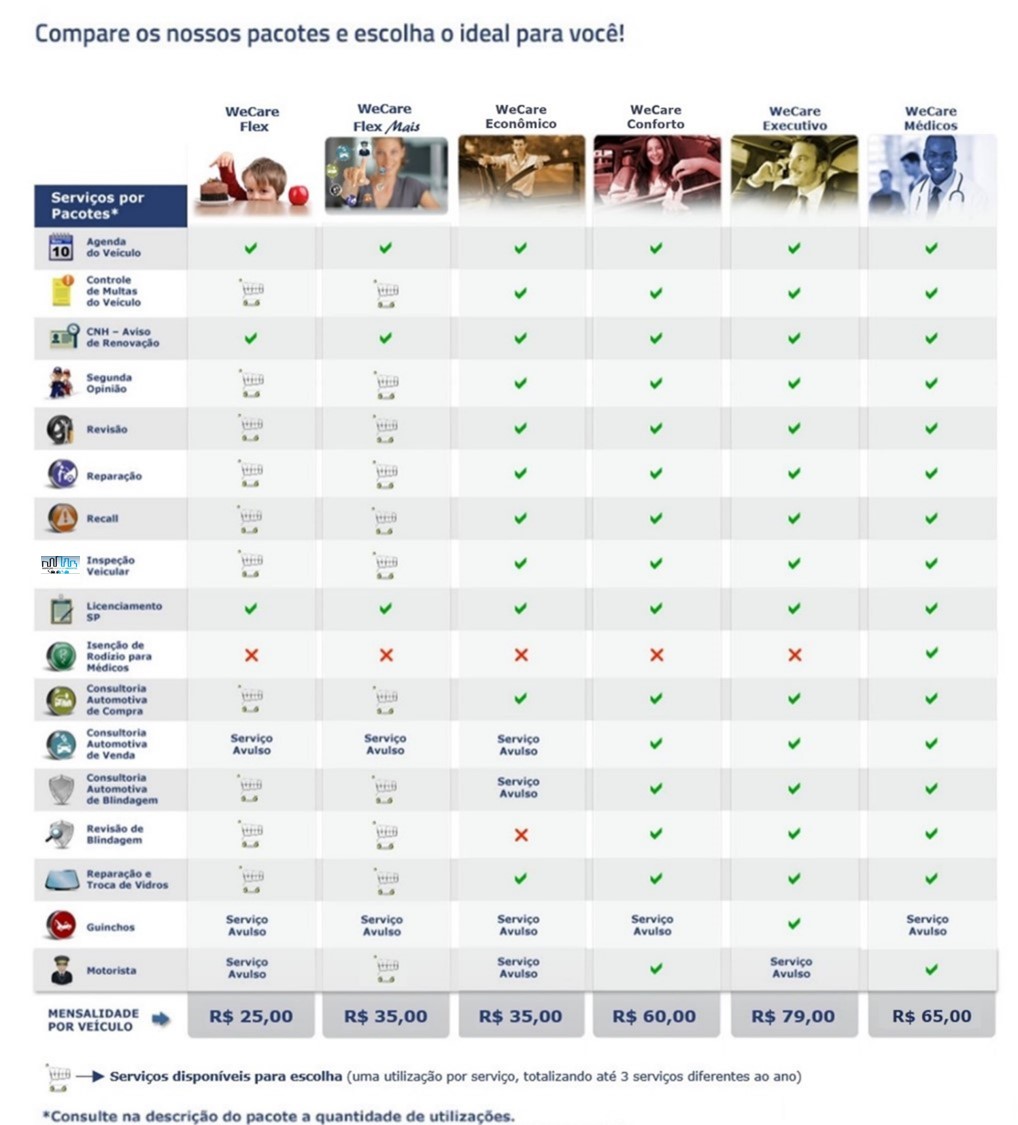 Compare os nossos pacotes e escolha o ideal para você!
WeCare
Flex
WeCare
Flex Mais
WeCare
Econômico
WeCare
Conforto
WeCare
Executivo
WeCare
Médicos
Serviços por
Pacotes*
10
Agenda
do Veículo
Controle
de Multas
do Veículo
CNH – Aviso
de Renovação
Segunda
Opinião
Revisão
Reparação
Recall
Inspeção
Veicular
Licenciamento
SP
Isenção de
Rodízio para
Médicos
Consultoria
Automotiva
de Compra
Consultoria
Automotiva
de Venda
Serviço
Avulso
Serviço
Avulso
Serviço
Avulso
Consultoria
Automotiva
de Blindagem
Serviço
Avulso
Revisão de
Blindagem
Reparação e
Troca de Vidros
Guinchos
Serviço
Avulso
Serviço
Avulso
Serviço
Avulso
Serviço
Avulso
Serviço
Avulso
Motorista
Serviço
Avulso
Serviço
Avulso
Serviço
Avulso
MENSALIDADE
POR VEÍCULO
R$ 25,00
R$ 35,00
R$ 35,00
R$ 60,00
R$ 79,00
R$ 65,00
Serviços disponíveis para escolha (uma utilização por serviço, totalizando até 3 serviços diferentes ao ano)
*Consulte na descrição do pacote a quantidade de utilizações.